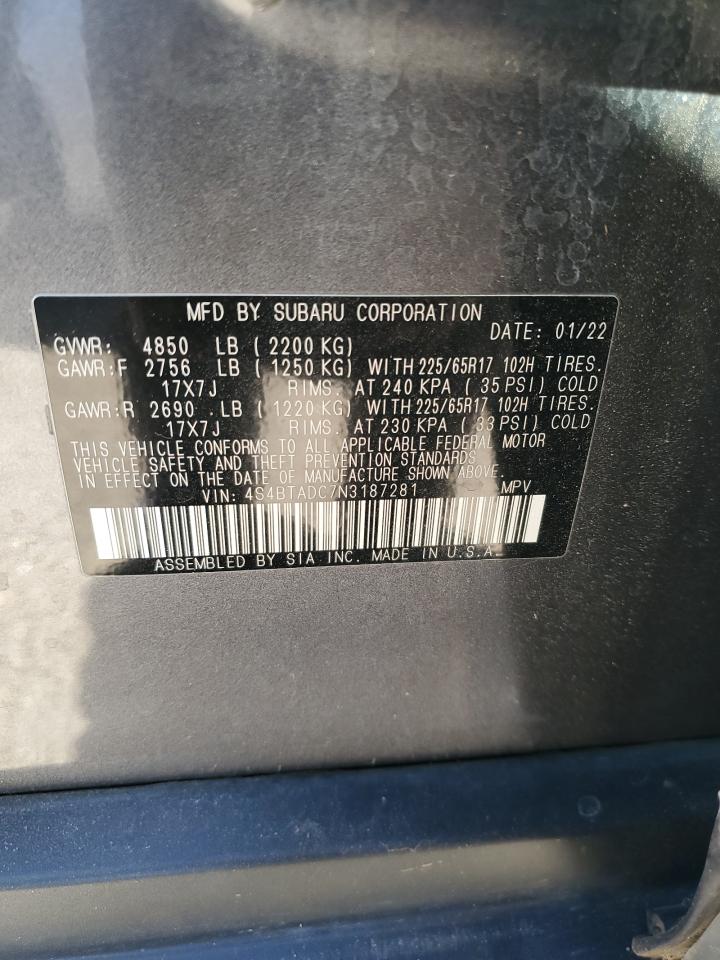 MFD BY SUBARU CORPORATION
DATE: 01/22
GVWR: 4850 LB ( 2200 KG)
GAWR:F 2756 LB ( 1250 KG) WITH 225/65R17 102H TIRES.
17X7J RIMS. AT 240 KPA ( 35 PSI) COLD
GAWR:R 2690 LB ( 1220 KG) WITH 225/65R17 102H TIRES.
17X7J RIMS. AT 230 KPA ( 33 PSI) COLD
THIS VEHICLE CONFORMS TO ALL APPLICABLE FEDERAL MOTOR
VEHICLE SAFETY AND THEFT PREVENTION STANDARDS
IN EFFECT ON THE DATE OF MANUFACTURE SHOWN ABOVE.
VIN: 4S4BTADC7N3187281 MPV
ASSEMBLED BY SIA INC. MADE IN U.S.A.